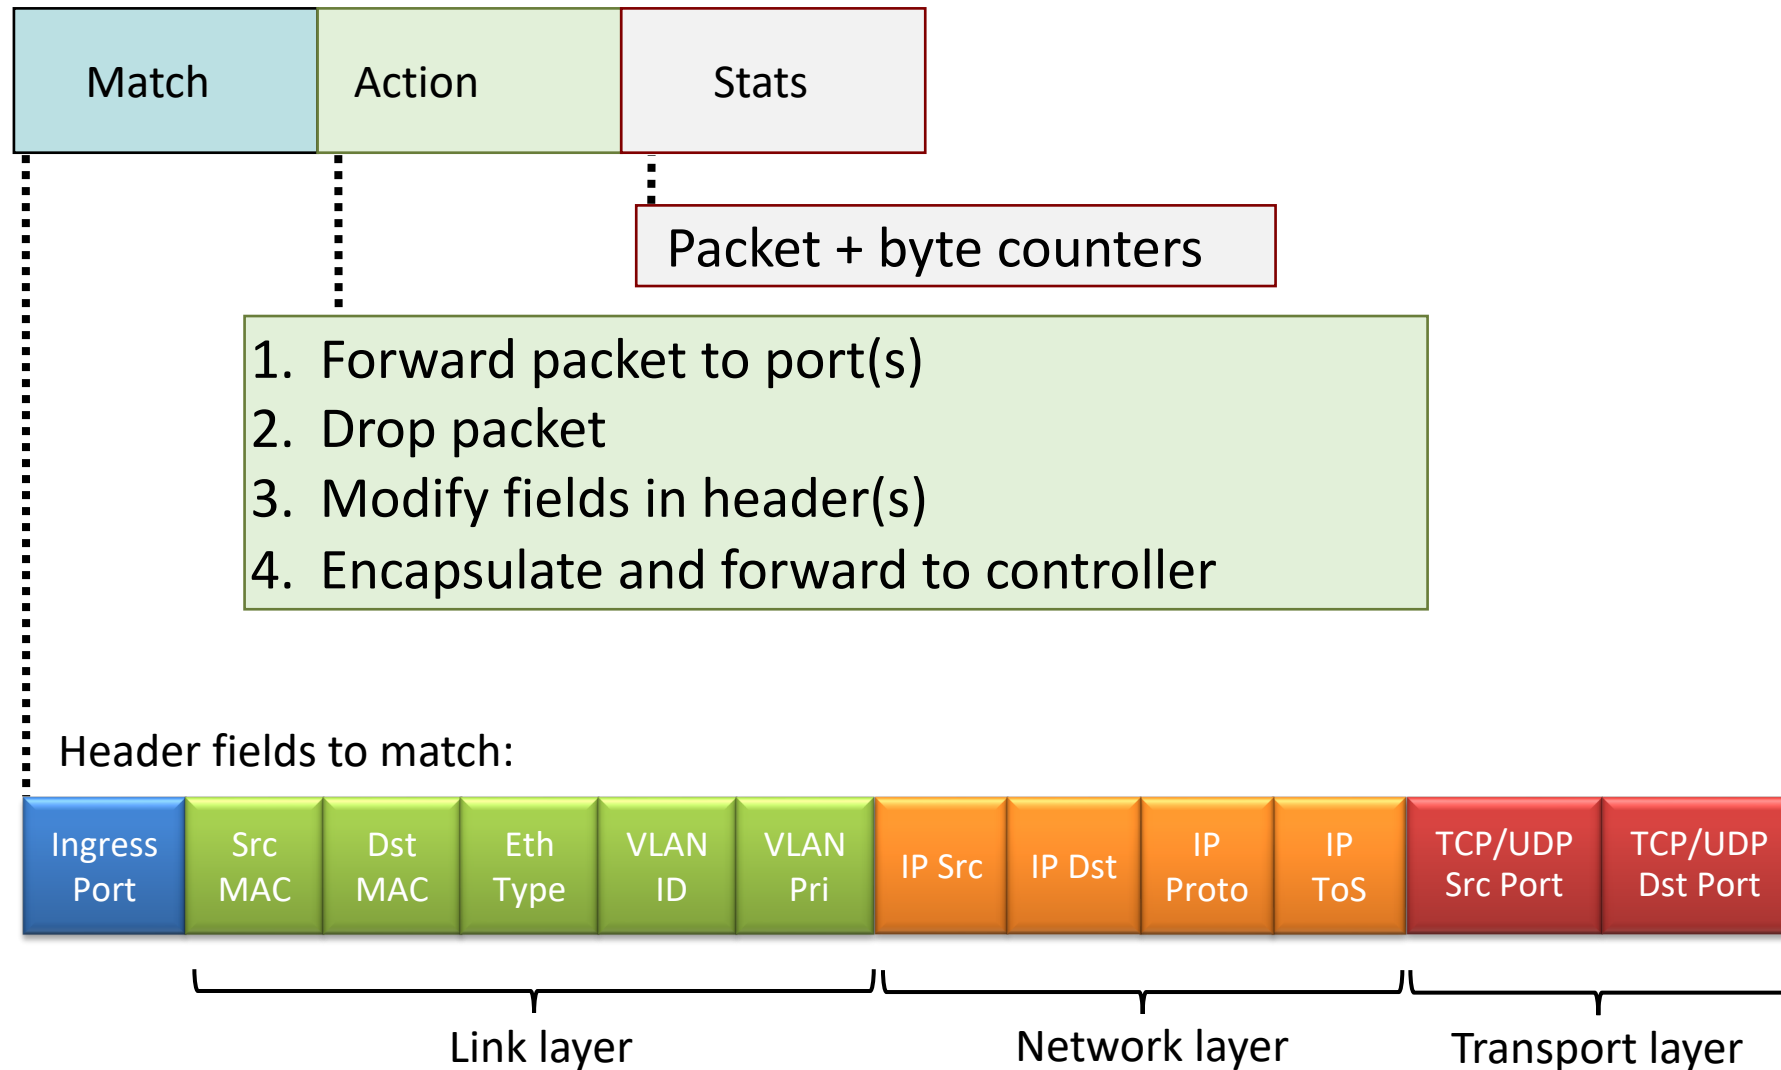 Match
Action
Stats
Packet + byte counters
1. Forward packet to port(s)
2. Drop packet
3. Modify fields in header(s)
4. Encapsulate and forward to controller
Header fields to match:
Ingress
Port
Src
MAC
Dst
MAC
Eth
Type
VLAN
ID
VLAN
Pri
IP Src
IP Dst
IP
Proto
IP
ToS
TCP/UDP
Src Port
TCP/UDP
Dst Port
Link layer
Network layer
Transport layer